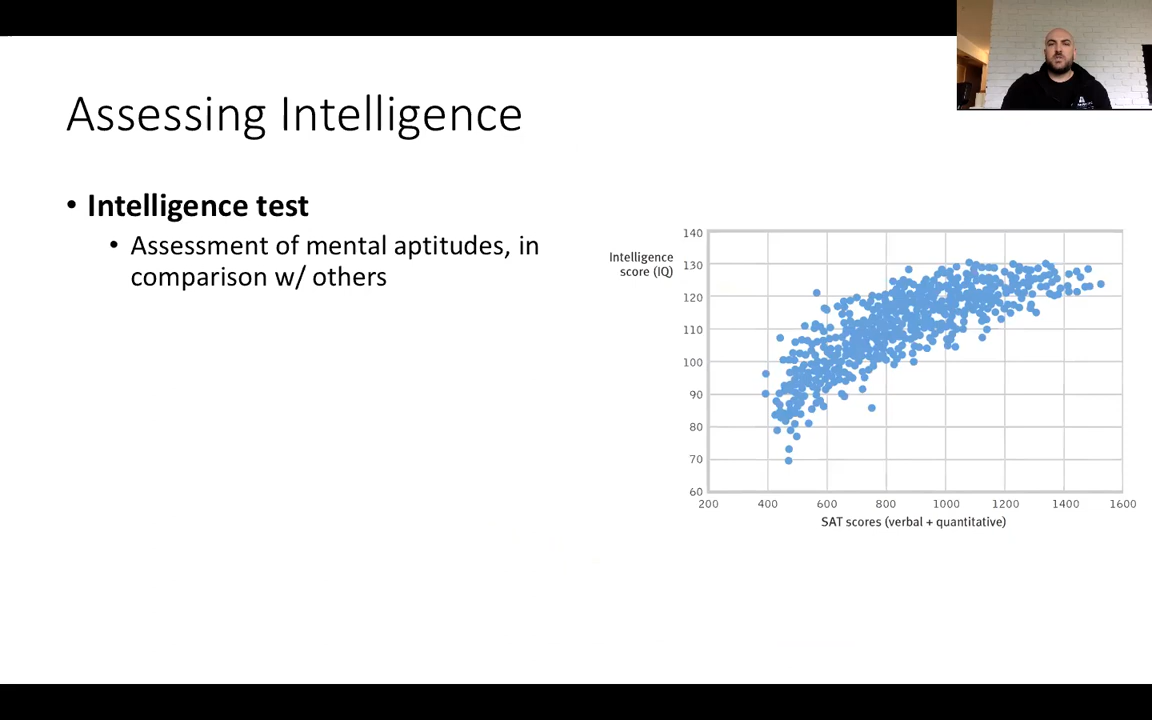 Assessing Intelligence
• Intelligence test
• Assessment of mental aptitudes, in
comparison w/ others
Intelligence
score (IQ)
140
130
120
110
100
90
80
70
60
200 400 600 800 1000 1200 1400 1600
SAT scores (verbal + quantitative)